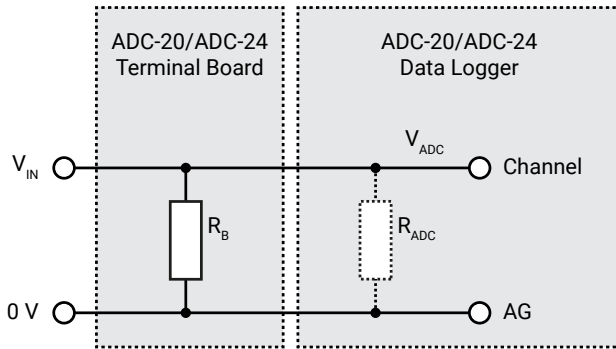 ADC-20/ADC-24
Terminal Board
ADC-20/ADC-24
Data Logger
V_IN
V_ADC
Channel
R_B
R_ADC
0 V
AG